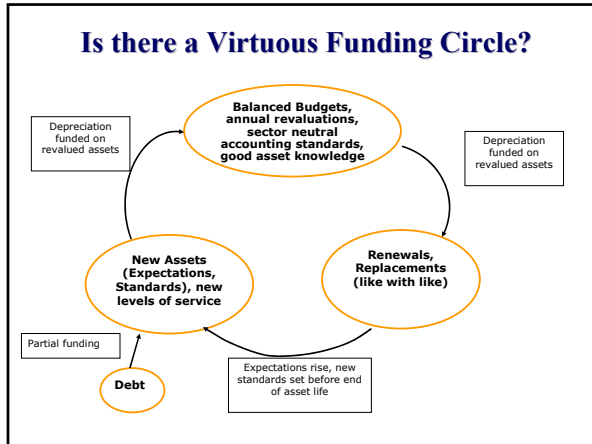 Is there a Virtuous Funding Circle?
Balanced Budgets,
annual revaluations,
sector neutral
accounting standards,
good asset knowledge
Depreciation
funded on
revalued assets
Depreciation
funded on
revalued assets
New Assets
(Expectations,
Standards), new
levels of service
Renewals,
Replacements
(like with like)
Partial funding
Debt
Expectations rise, new
standards set before end
of asset life